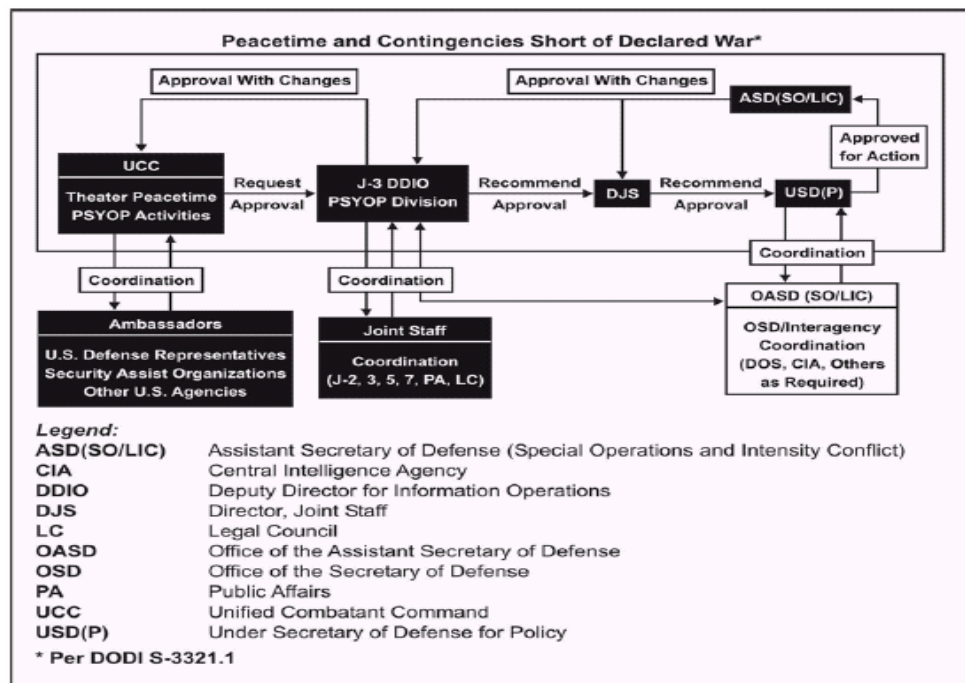 Peacetime and Contingencies Short of Declared War*
Approval With Changes
Approval With Changes
ASD(SO/LIC)
Approved
for Action
UCC
Theater Peacetime
PSYOP Activities
Request
Approval
J-3 DDIO
PSYOP Division
Recommend
Approval
DJS
Recommend
Approval
USD(P)
Coordination
Coordination
Coordination
Ambassadors
U.S. Defense Representatives
Security Assist Organizations
Other U.S. Agencies
Joint Staff
Coordination
(J-2, 3, 5, 7, PA, LC)
OASD (SO/LIC)
OSD/Interagency
Coordination
(DOS, CIA, Others
as Required)
Legend:
ASD(SO/LIC) Assistant Secretary of Defense (Special Operations and Intensity Conflict)
CIA Central Intelligence Agency
DDIO Deputy Director for Information Operations
DJS Director, Joint Staff
LC Legal Council
OASD Office of the Assistant Secretary of Defense
OSD Office of the Secretary of Defense
PA Public Affairs
UCC Unified Combatant Command
USD(P) Under Secretary of Defense for Policy
* Per DODI S-3321.1